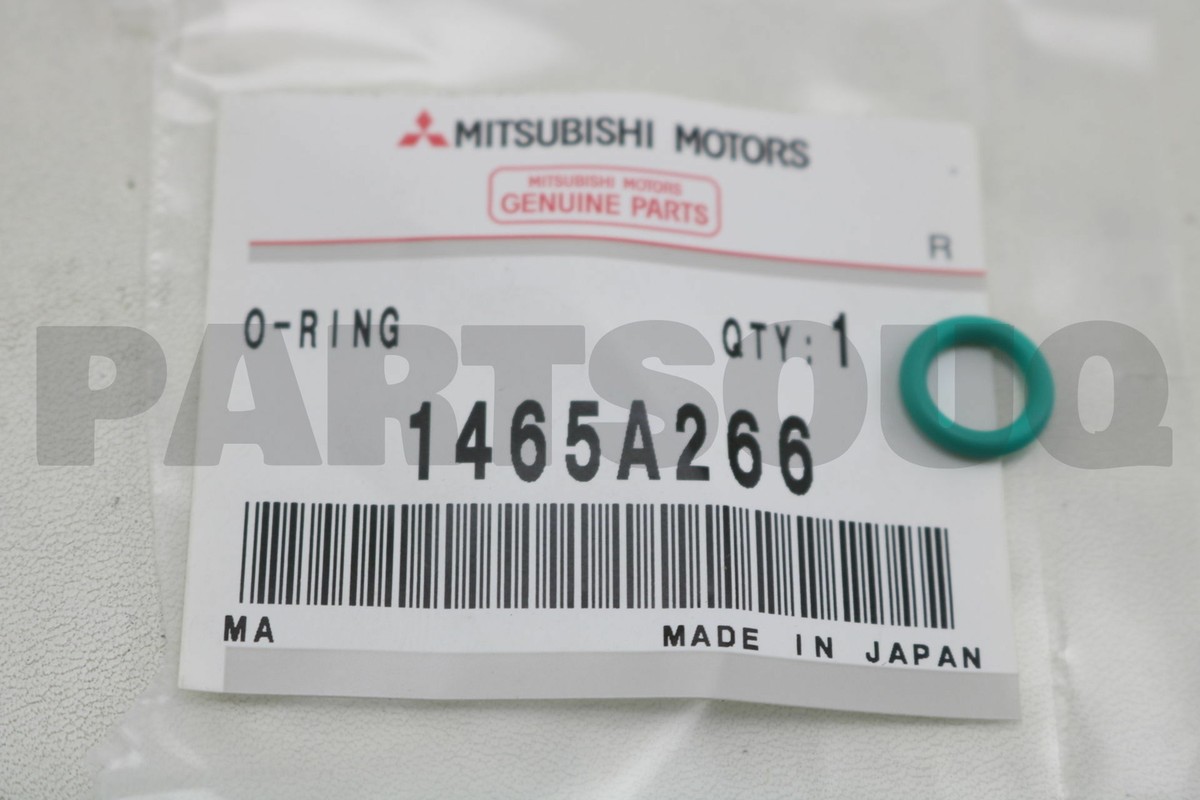 MITSUBISHI MOTORS
MITSUBISHI MOTORS
GENUINE PARTS
R
O-RING QTY: 1
PARTSOUQ
1465A266
MA MADE IN JAPAN